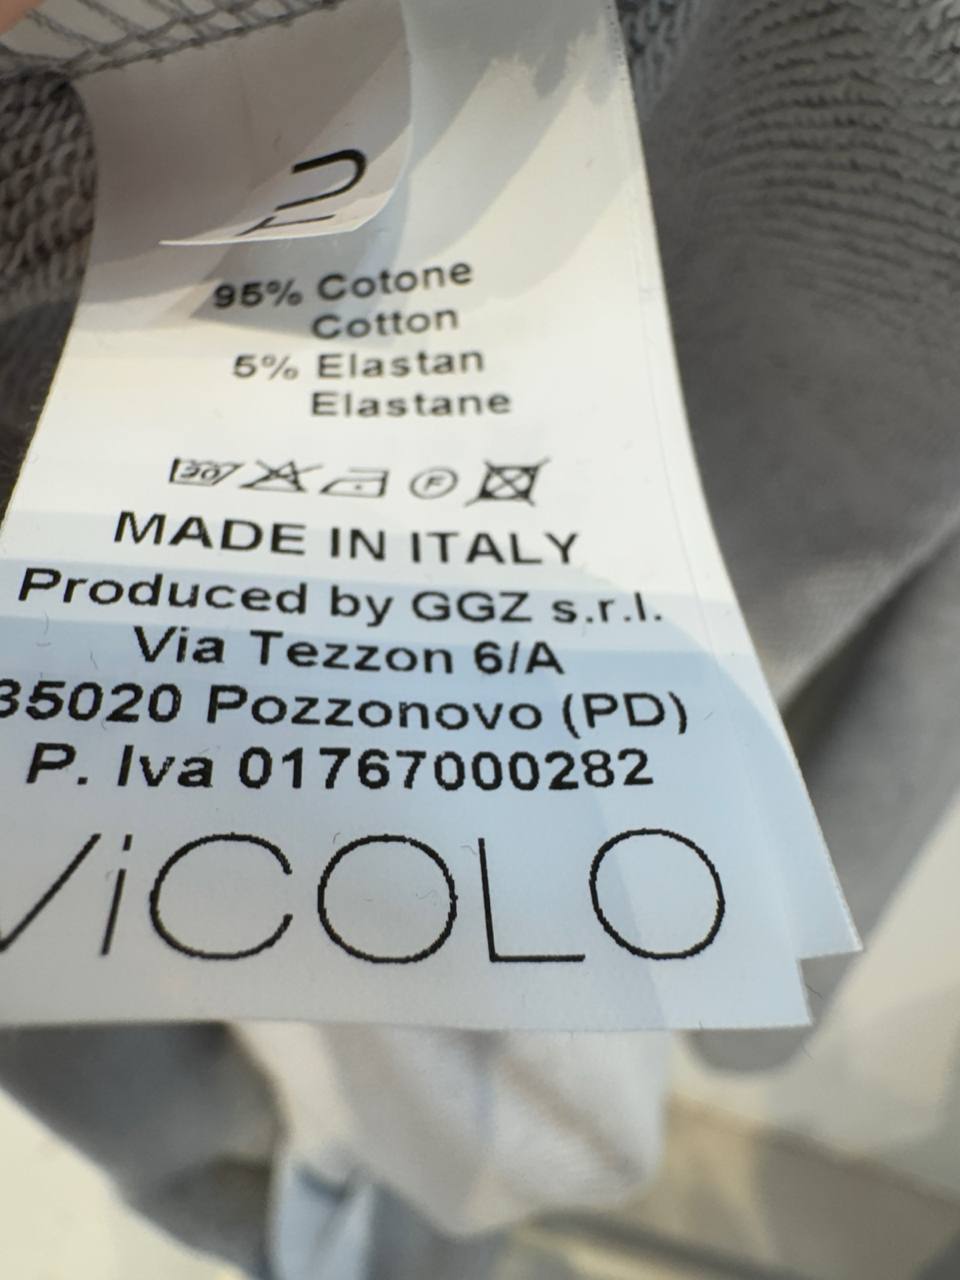 TU
95% Cotone
Cotton
5% Elastan
Elastane
30
F
MADE IN ITALY
Produced by GGZ s.r.l.
Via Tezzon 6/A
35020 Pozzonovo (PD)
P. Iva 01767000282
ViCOLO